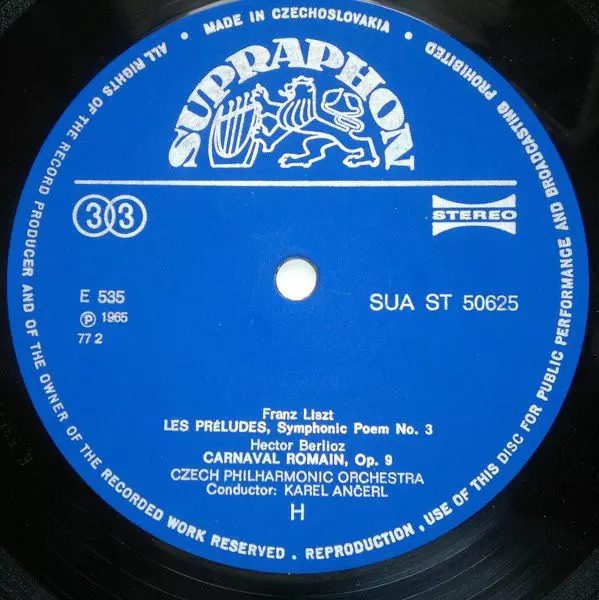 MADE IN CZECHOSLOVAKIA
ALL RIGHTS OF THE RECORD PRODUCER AND OF THE OWNER OF THE RECORDED WORK RESERVED . REPRODUCTION, USE OF THIS DISC FOR PUBLIC PERFORMANCE AND BROADCASTING PROHIBITED
SUPRAPHON
33
STEREO
E 535
SUA ST 50625
Ⓟ 1965
77 2
Franz Liszt
LES PRÉLUDES, Symphonic Poem No. 3
Hector Berlioz
CARNAVAL ROMAIN, Op. 9
CZECH PHILHARMONIC ORCHESTRA
Conductor: KAREL ANČERL
H